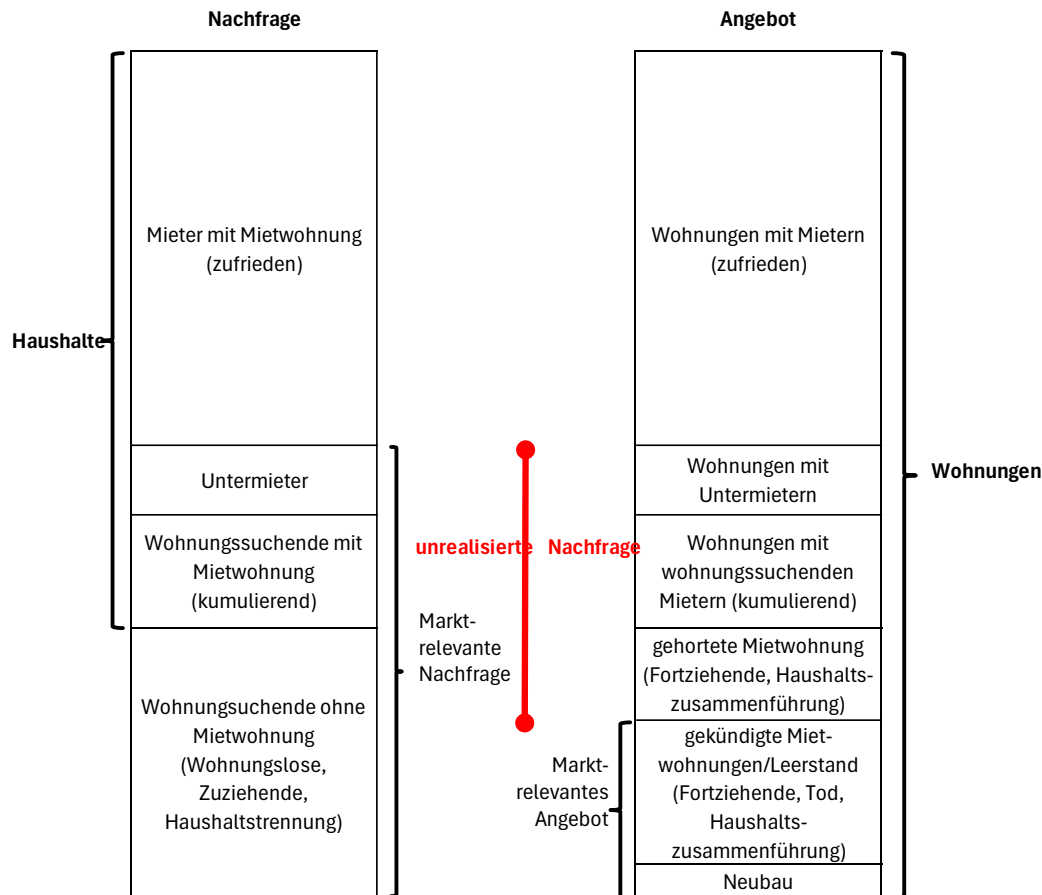 Nachfrage
Angebot
Mieter mit Mietwohnung
(zufrieden)
Wohnungen mit Mietern
(zufrieden)
Haushalte
Wohnungen
Untermieter
Wohnungen mit
Untermietern
Wohnungssuchende mit
Mietwohnung
(kumulierend)
unrealisierte Nachfrage
Wohnungen mit
wohnungssuchenden
Mietern (kumulierend)
Markt-
relevante
Nachfrage
gehortete Mietwohnung
(Fortziehende, Haushalts-
zusammenführung)
Wohnungsuchende ohne
Mietwohnung
(Wohnungslose,
Zuziehende,
Haushaltstrennung)
Markt-
relevantes
Angebot
gekündigte Miet-
wohnungen/Leerstand
(Fortziehende, Tod,
Haushalts-
zusammenführung)
Neubau